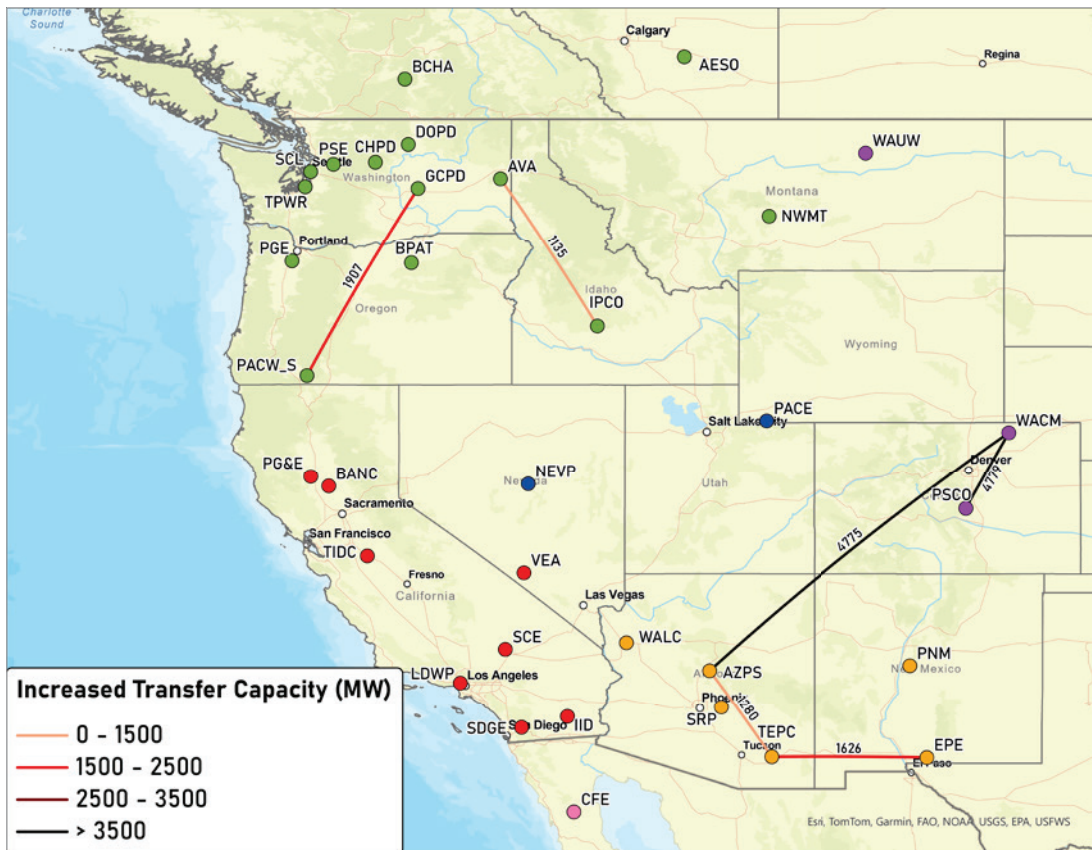 Charlotte
Sound
Calgary
AESO
Regina
BCHA
DOPD
CHPD
PSE
SCL
Seattle
Washington
TPWR
GCPD
AVA
WAUW
Montana
NWMT
Portland
PGE
BPAT
1907
1135
Oregon
Idaho
IPCO
Wyoming
PACW_S
PACE
Salt Lake City
WACM
Denver
4779
PSCO
PG&E
BANC
NEVP
Utah
Sacramento
San Francisco
TIDC
4775
VEA
Fresno
California
Las Vegas
SCE
WALC
PNM
New Mexico
AZPS
LDWP
Los Angeles
Phoenix
SRP
1280
SDGE
San Diego
IID
TEPC
Tucson
1626
EPE
El Paso
CFE
Increased Transfer Capacity (MW)
0 - 1500
1500 - 2500
2500 - 3500
> 3500
Esri, TomTom, Garmin, FAO, NOAA, USGS, EPA, USFWS